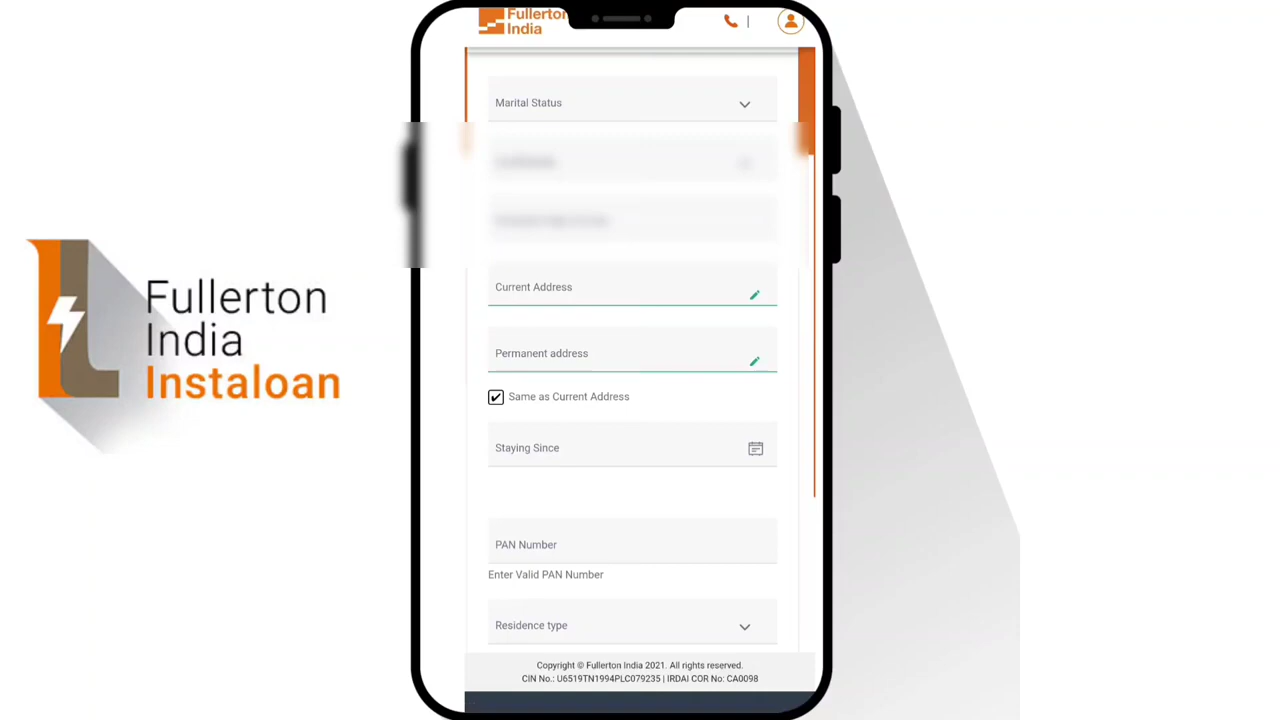 Fullerton
India
Marital Status
Current Address
Permanent address
Same as Current Address
Staying Since
PAN Number
Enter Valid PAN Number
Residence type
Copyright © Fullerton India 2021. All rights reserved.
CIN No.: U6519TN1994PLC079235 | IRDAI COR No: CA0098
Fullerton
India
Instaloan